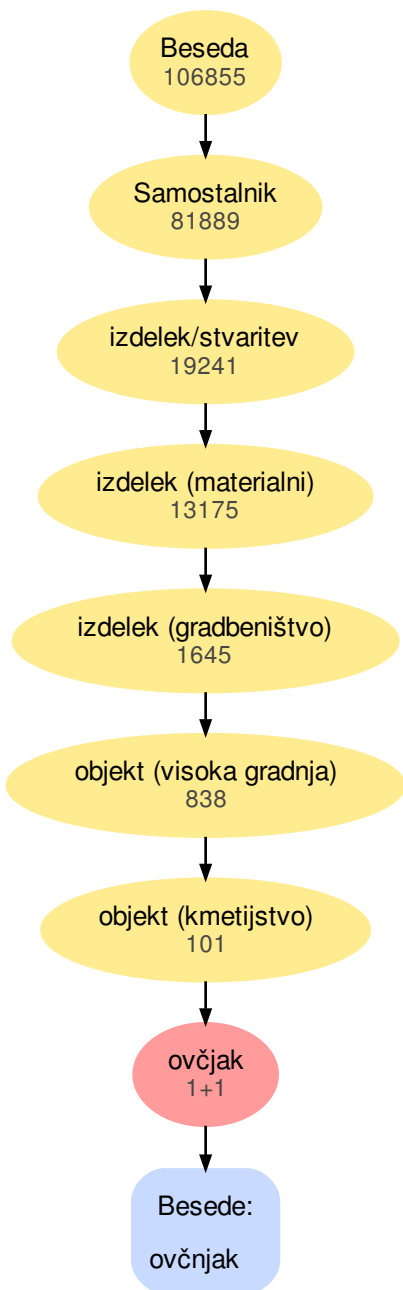 Beseda
106855
Samostalnik
81889
izdelek/stvaritev
19241
izdelek (materialni)
13175
izdelek (gradbeništvo)
1645
objekt (visoka gradnja)
838
objekt (kmetijstvo)
101
ovčjak
1+1
Besede:
ovčnjak